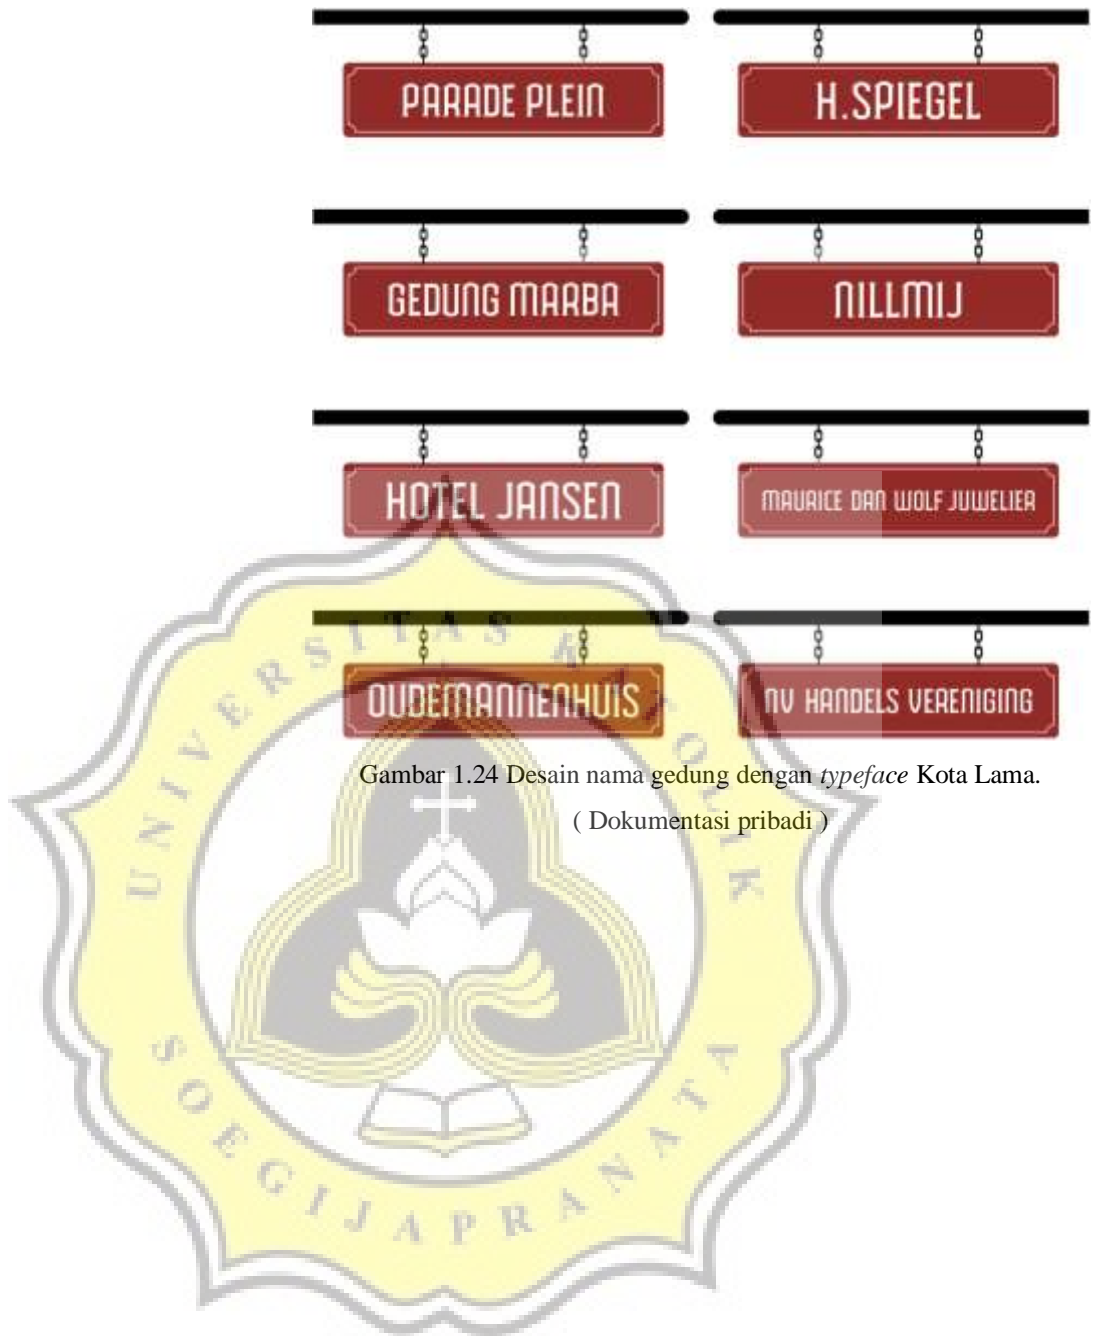 PARADE PLEIN
H.SPIEGEL
GEDUNG MARBA
NILLMIJ
HOTEL JANSEN
MAURICE DAN WOLF JUWELIER
OUDEMANNENHUIS
NV HANDELS VERENIGING
Gambar 1.24 Desain nama gedung dengan typeface Kota Lama.
( Dokumentasi pribadi )
UNIVERSITAS KATOLIK
SOEGIJAPRANATA